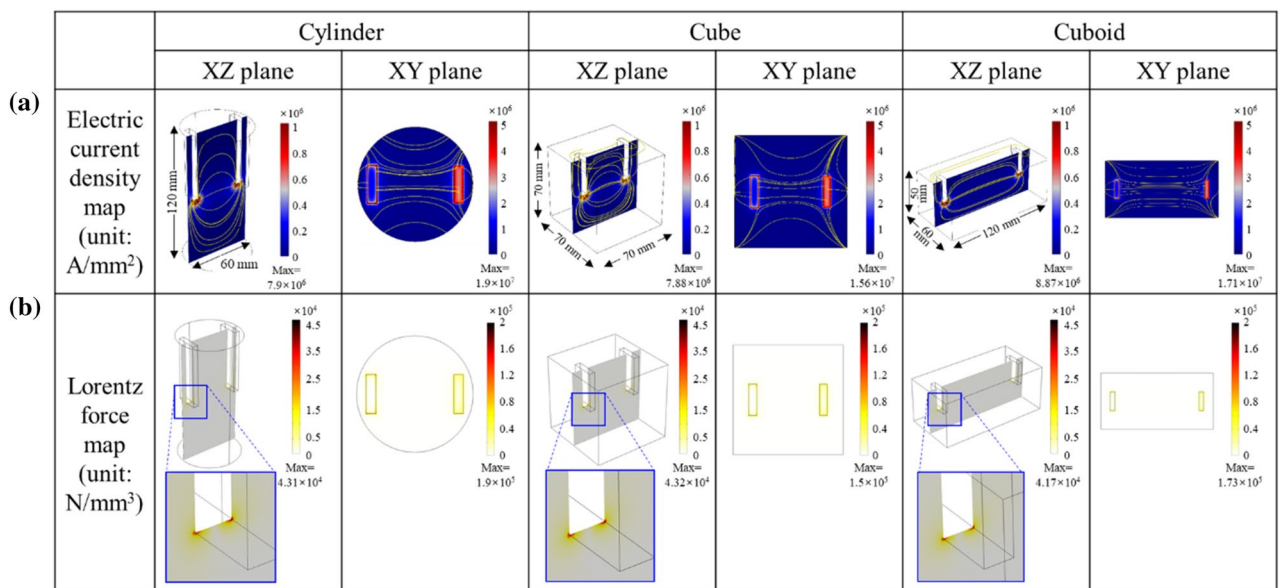 Cylinder
Cube
Cuboid
XZ plane
XY plane
XZ plane
XY plane
XZ plane
XY plane
(a)
Electric
current
density
map
(unit:
A/mm²)
120 mm
60 mm
×10⁶
1
0.8
0.6
0.4
0.2
0
Max=
7.9×10⁶
×10⁶
5
4
3
2
1
0
Max=
1.9×10⁷
70 mm
70 mm
70 mm
×10⁶
1
0.8
0.6
0.4
0.2
0
Max=
7.88×10⁶
×10⁶
5
4
3
2
1
0
Max=
1.56×10⁷
50
mm
60
mm
120 mm
×10⁶
1
0.8
0.6
0.4
0.2
0
Max=
8.87×10⁶
×10⁶
5
4
3
2
1
0
Max=
1.71×10⁷
(b)
Lorentz
force
map
(unit:
N/mm³)
×10⁴
4.5
3.5
2.5
1.5
0.5
Max=
4.31×10⁴
×10⁵
2
1.6
1.2
0.8
0.4
0
Max=
1.9×10⁵
×10⁴
4.5
3.5
2.5
1.5
0.5
Max=
4.32×10⁴
×10⁵
2
1.6
1.2
0.8
0.4
0
Max=
1.5×10⁵
×10⁴
4.5
3.5
2.5
1.5
0.5
Max=
4.17×10⁴
×10⁵
2
1.6
1.2
0.8
0.4
0
Max=
1.73×10⁵